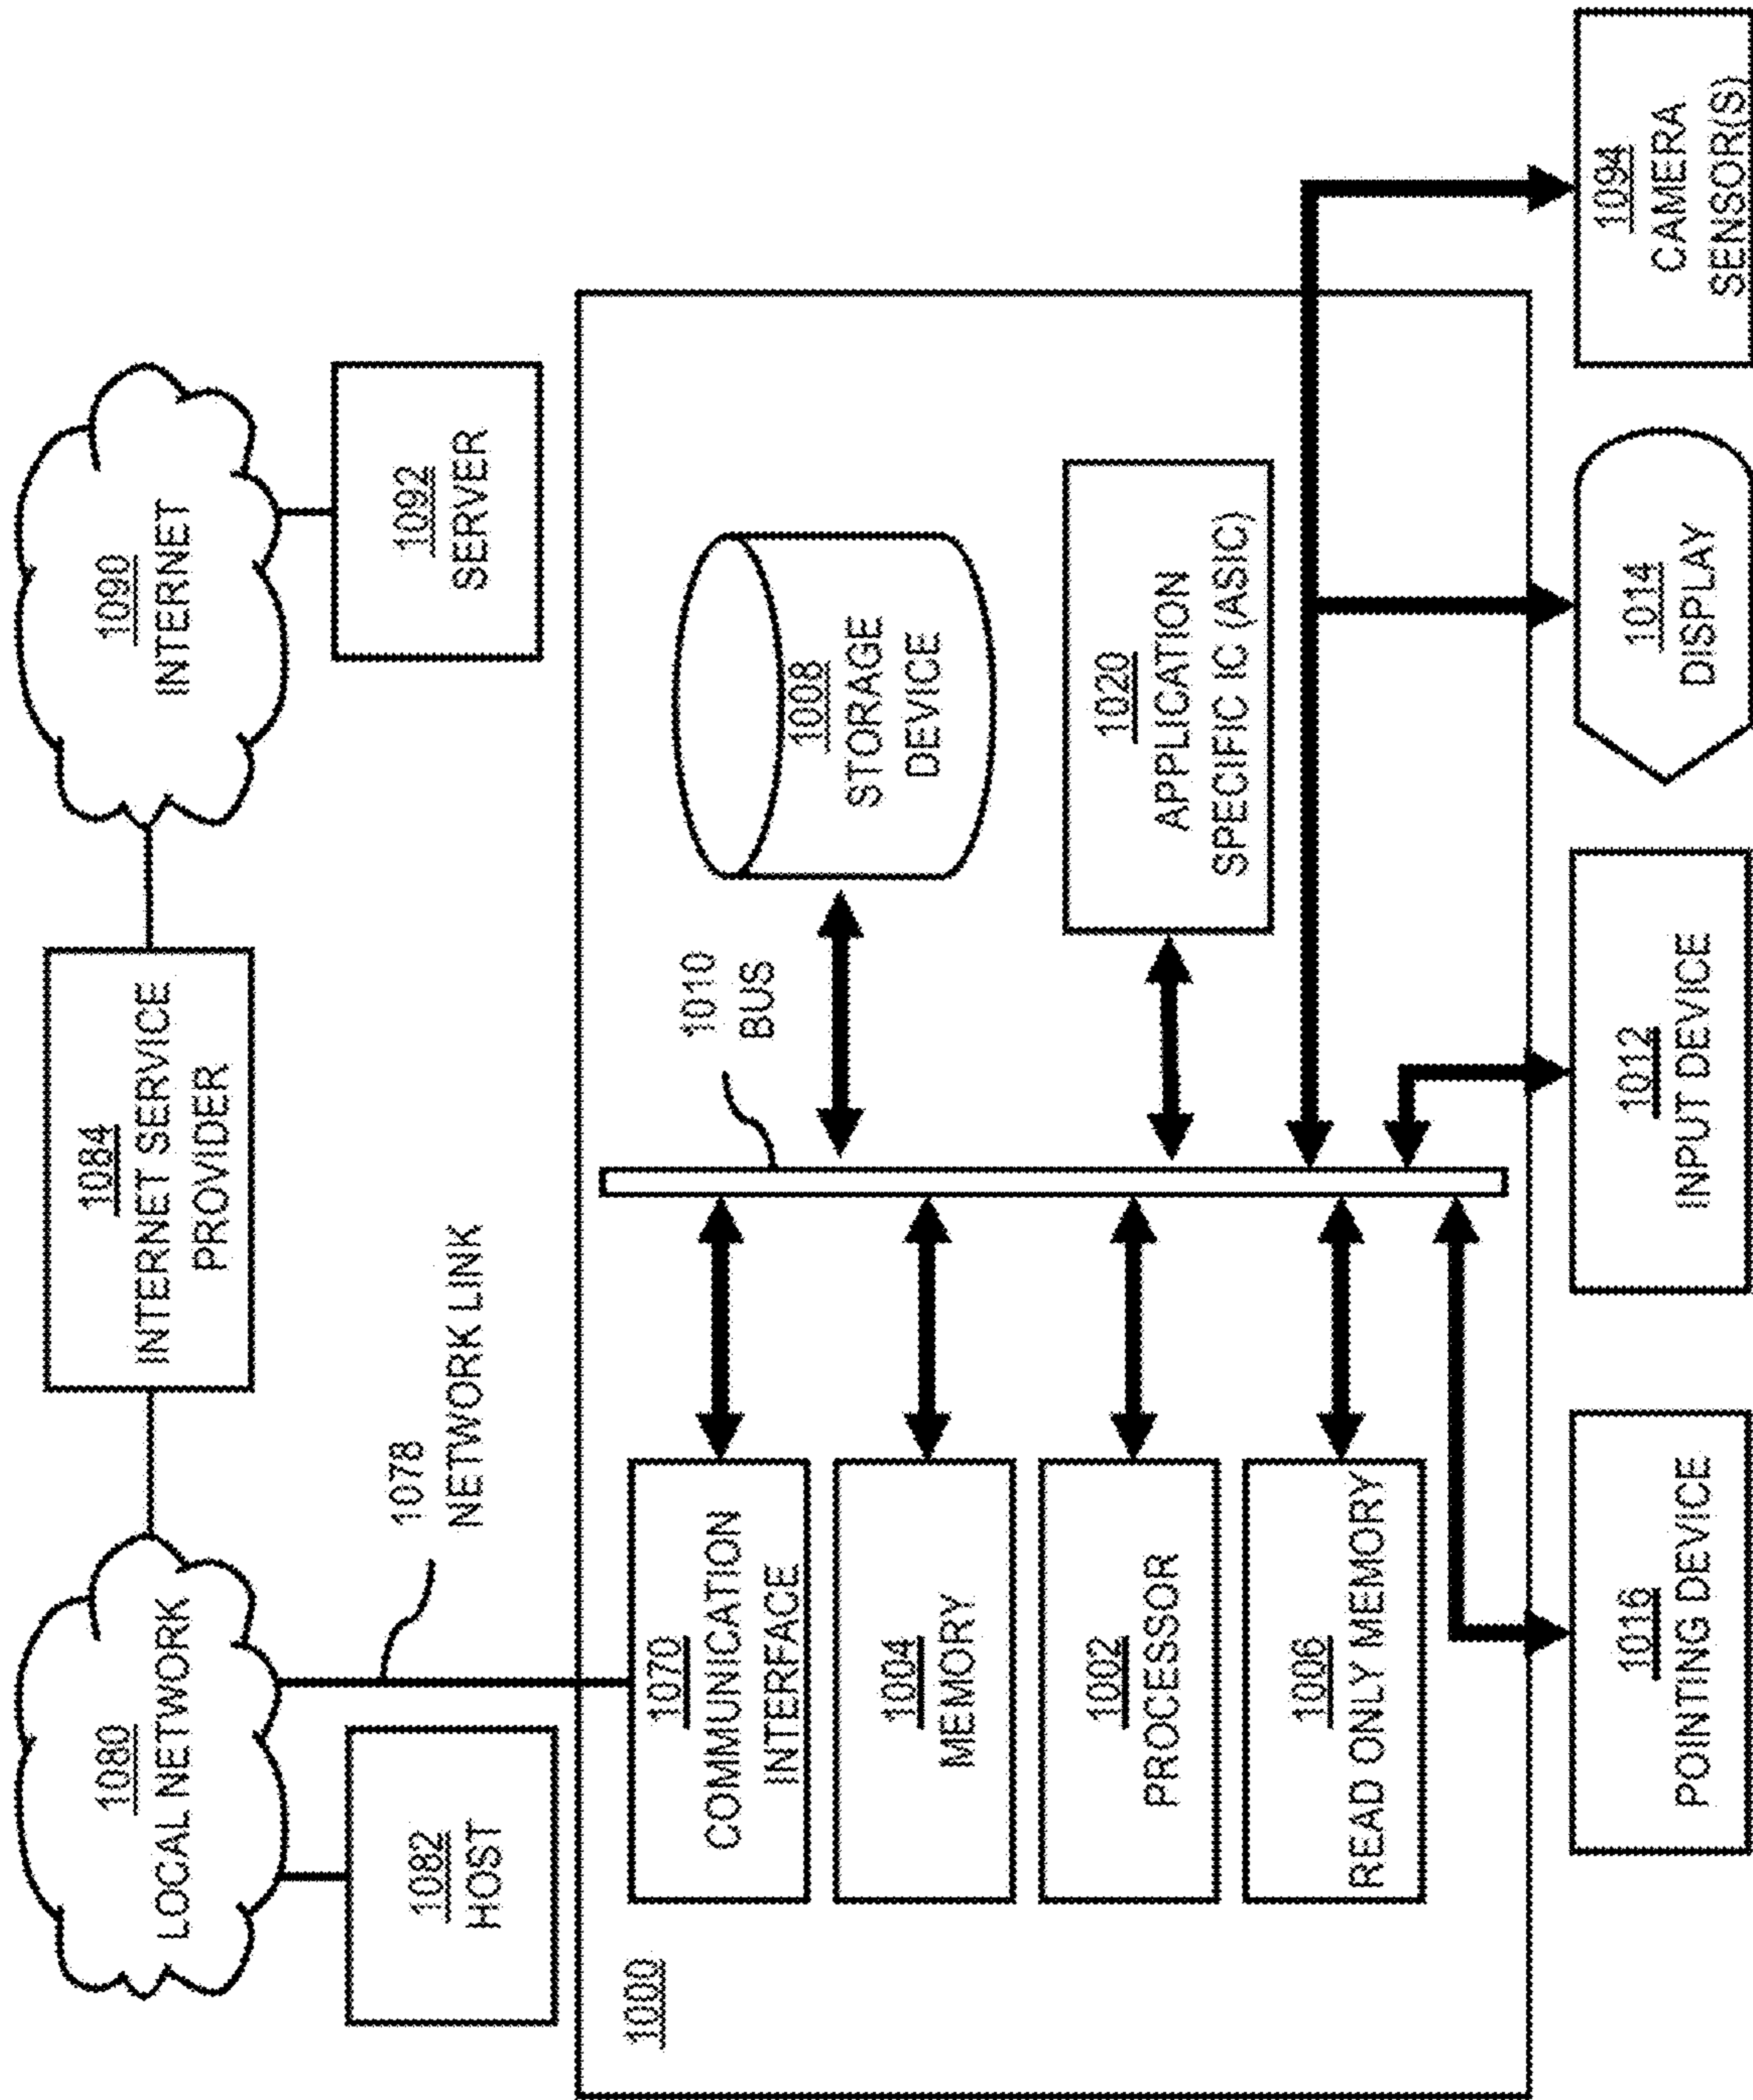 1080
LOCAL NETWORK
1084
INTERNET SERVICE
PROVIDER
1090
INTERNET
1082
HOST
1078
NETWORK LINK
1092
SERVER
1000
1070
COMMUNICATION
INTERFACE
1004
MEMORY
1002
PROCESSOR
1006
READ ONLY MEMORY
1010
BUS
1008
STORAGE
DEVICE
1020
APPLICATION
SPECIFIC IC (ASIC)
1016
POINTING DEVICE
1012
INPUT DEVICE
1014
DISPLAY
1094
CAMERA
SENSOR(S)